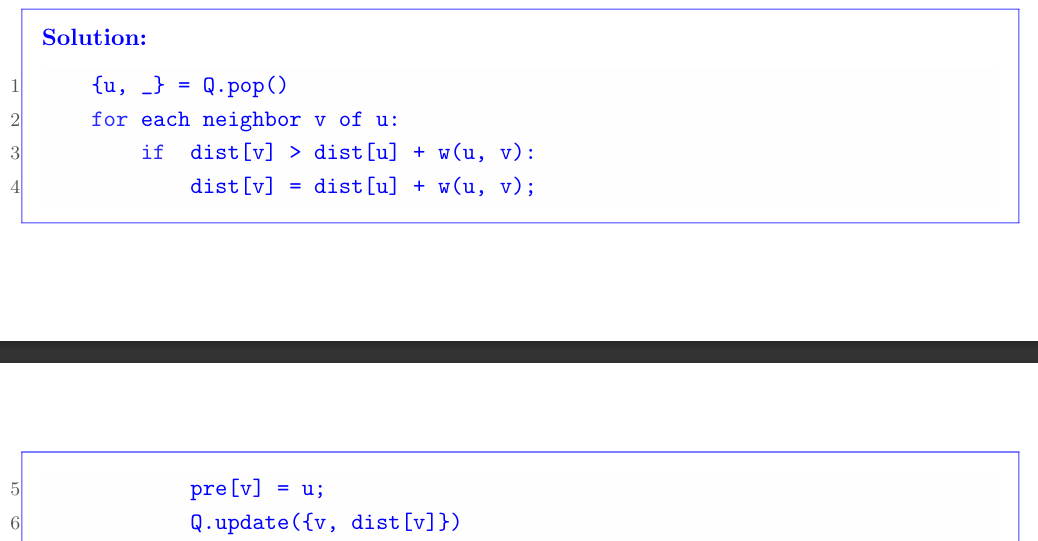 Solution:
1 {u, _} = Q.pop()
2 for each neighbor v of u:
3 if dist[v] > dist[u] + w(u, v):
4 dist[v] = dist[u] + w(u, v);
5 pre[v] = u;
6 Q.update({v, dist[v]})